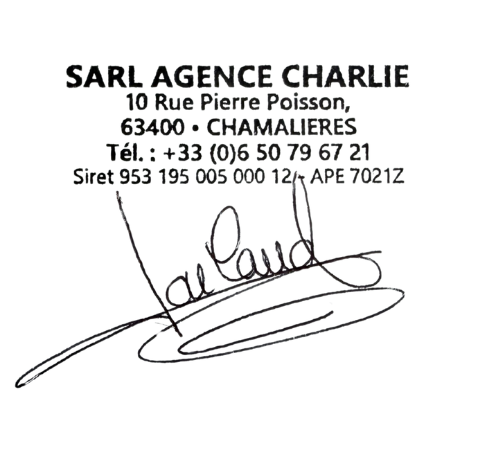 SARL AGENCE CHARLIE
10 Rue Pierre Poisson,
63400 • CHAMALIERES
Tél. : +33 (0)6 50 79 67 21
Siret 953 195 005 000 12 - APE 7021Z